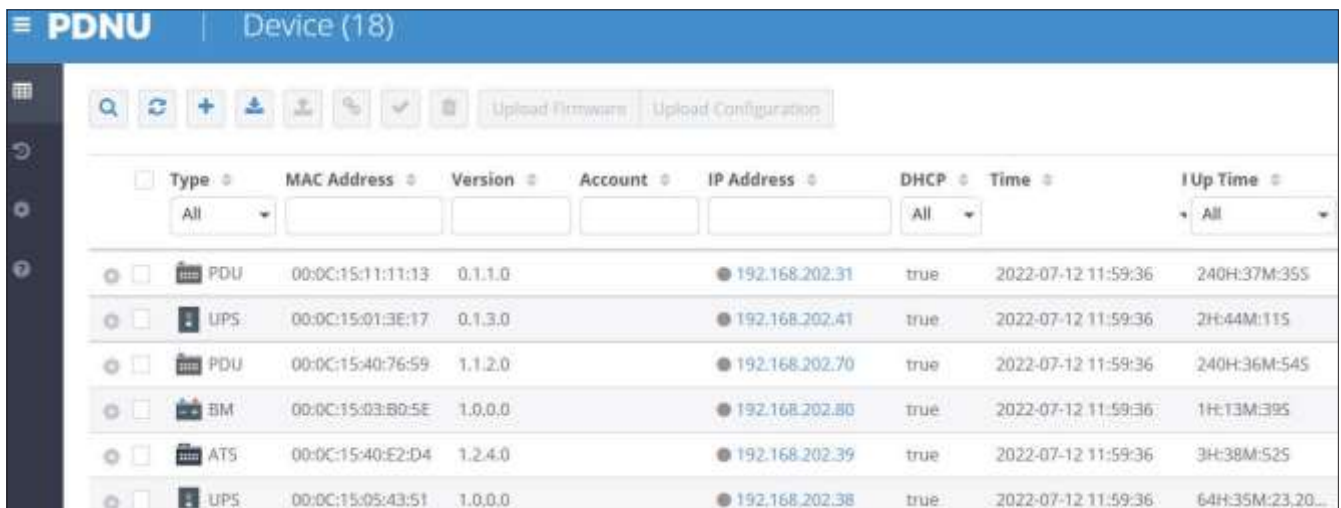 PDNU Device (18)
Upload Firmware Upload Configuration
Type MAC Address Version Account IP Address DHCP Time Up Time
All All All
PDU 00:0C:15:11:11:13 0.1.1.0 192.168.202.31 true 2022-07-12 11:59:36 240H:37M:35S
UPS 00:0C:15:01:3E:17 0.1.3.0 192.168.202.41 true 2022-07-12 11:59:36 2H:44M:11S
PDU 00:0C:15:40:76:59 1.1.2.0 192.168.202.70 true 2022-07-12 11:59:36 240H:36M:54S
BM 00:0C:15:03:B0:5E 1.0.0.0 192.168.202.80 true 2022-07-12 11:59:36 1H:13M:39S
ATS 00:0C:15:40:E2:D4 1.2.4.0 192.168.202.39 true 2022-07-12 11:59:36 3H:38M:52S
UPS 00:0C:15:05:43:51 1.0.0.0 192.168.202.38 true 2022-07-12 11:59:36 64H:35M:23.20...